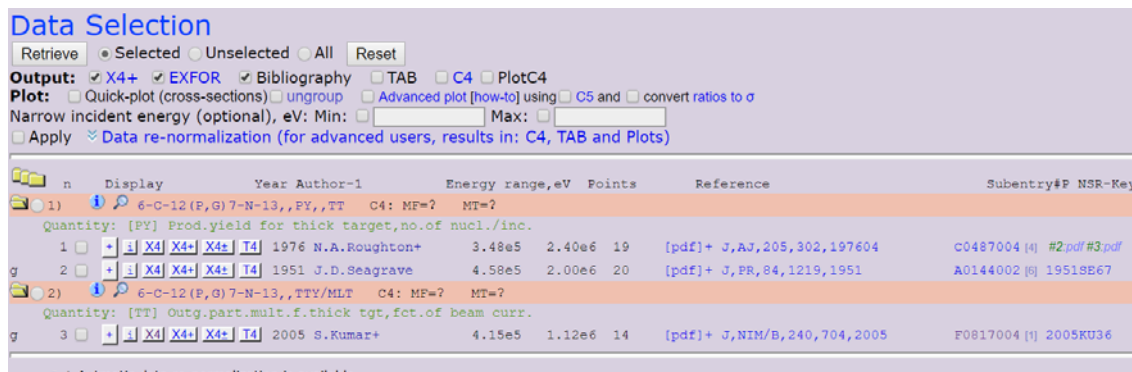 Data Selection
Retrieve Selected Unselected All Reset
Output: X4+ EXFOR Bibliography TAB C4 PlotC4
Plot: Quick-plot (cross-sections) ungroup Advanced plot [how-to] using C5 and convert ratios to σ
Narrow incident energy (optional), eV: Min: Max:
Apply Data re-normalization (for advanced users, results in: C4, TAB and Plots)
n Display Year Author-1 Energy range,eV Points Reference Subentry#P NSR-Key
1) i 6-C-12(P,G)7-N-13,,PY,,TT C4: MF=? MT=?
Quantity: [PY] Prod.yield for thick target,no.of nucl./inc.
1 + i X4 X4+ X4± T4 1976 N.A.Roughton+ 3.48e5 2.40e6 19 [pdf]+ J,AJ,205,302,197604 C0487004 [4] #2:pdf #3:pdf
g 2 + i X4 X4+ X4± T4 1951 J.D.Seagrave 4.58e5 2.00e6 20 [pdf]+ J,PR,84,1219,1951 A0144002 [6] 1951SE67
2) i 6-C-12(P,G)7-N-13,,TTY/MLT C4: MF=? MT=?
Quantity: [TT] Outg.part.mult.f.thick tgt,fct.of beam curr.
g 3 + i X4 X4+ X4± T4 2005 S.Kumar+ 4.15e5 1.12e6 14 [pdf]+ J,NIM/B,240,704,2005 F0817004 [1] 2005KU36